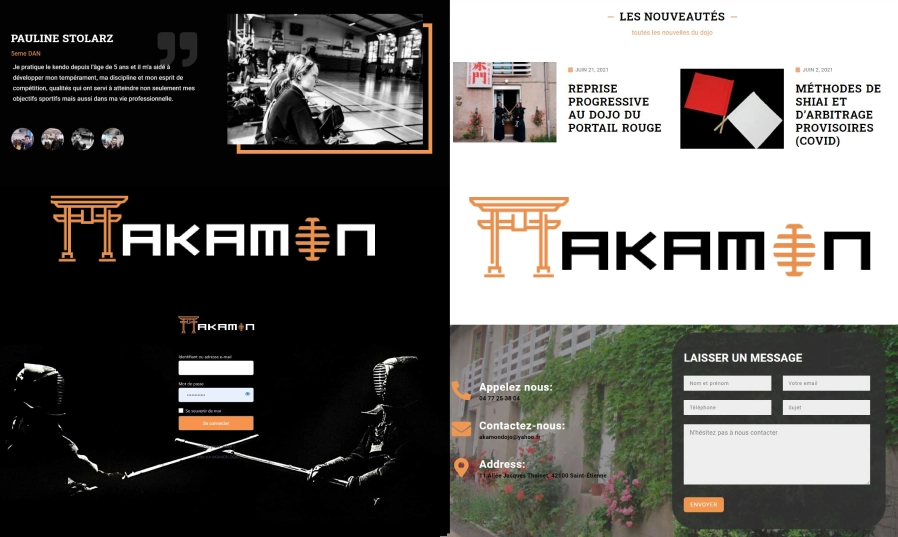 PAULINE STOLARZ
5eme DAN
Je pratique le kendo depuis l'âge de 5 ans et il m'a aidé à
développer mon tempérament, ma discipline et mon esprit de
compétition, qualités qui ont servi à atteindre non seulement mes
objectifs sportifs mais aussi dans ma vie professionnelle.
LES NOUVEAUTÉS
toutes les nouvelles du dojo
JUIN 21, 2021
REPRISE
PROGRESSIVE
AU DOJO DU
PORTAIL ROUGE
JUIN 2, 2021
MÉTHODES DE
SHIAI ET
D'ARBITRAGE
PROVISOIRES
(COVID)
AKAMON
AKAMON
AKAMON
Identifiant ou adresse e-mail
Mot de passe
Se souvenir de moi
Se connecter
Appelez nous:
04 77 25 38 04
Contactez-nous:
akamondojo@yahoo.fr
Address:
11 Allée Jacques Thainet, 42100 Saint-Étienne
LAISSER UN MESSAGE
Nom et prénom
Votre email
Téléphone
Sujet
N'hésitez pas à nous contacter
ENVOYER